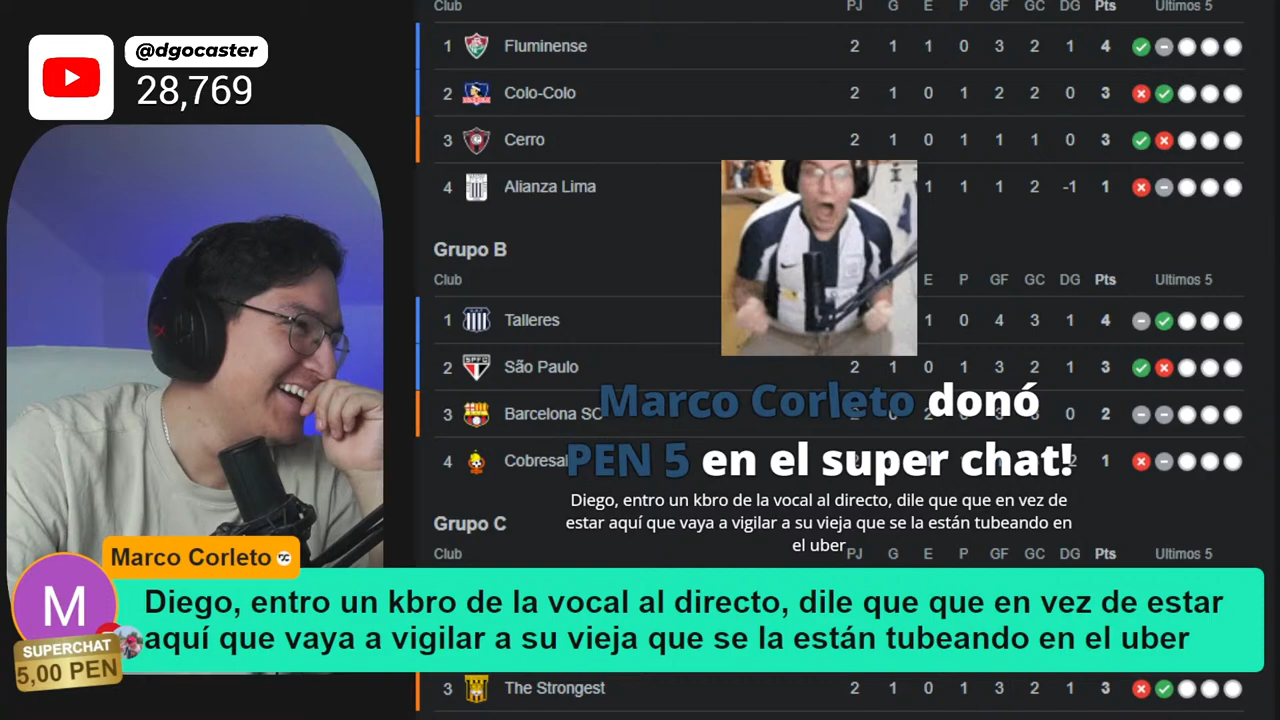 @dgocaster
28,769
Club PJ G E P GF GC DG Pts Últimos 5
1 Fluminense 2 1 1 0 3 2 1 4
2 Colo-Colo 2 1 0 1 2 2 0 3
3 Cerro 2 1 0 1 1 1 0 3
4 Alianza Lima 1 1 1 2 -1 1
Grupo B
Club E P GF GC DG Pts Últimos 5
1 Talleres 1 0 4 3 1 4
2 São Paulo 2 1 0 1 3 2 1 3
3 Barcelona SC 2 0 2
4 Cobresal 1
Marco Corleto donó
PEN 5 en el super chat!
Diego, entro un kbro de la vocal al directo, dile que que en vez de
estar aquí que vaya a vigilar a su vieja que se la están tubeando en
el uber
Grupo C
Club PJ G E P GF GC DG Pts Últimos 5
Marco Corleto
M
SUPERCHAT
5,00 PEN
Diego, entro un kbro de la vocal al directo, dile que que en vez de estar
aquí que vaya a vigilar a su vieja que se la están tubeando en el uber
3 The Strongest 2 1 0 1 3 2 1 3